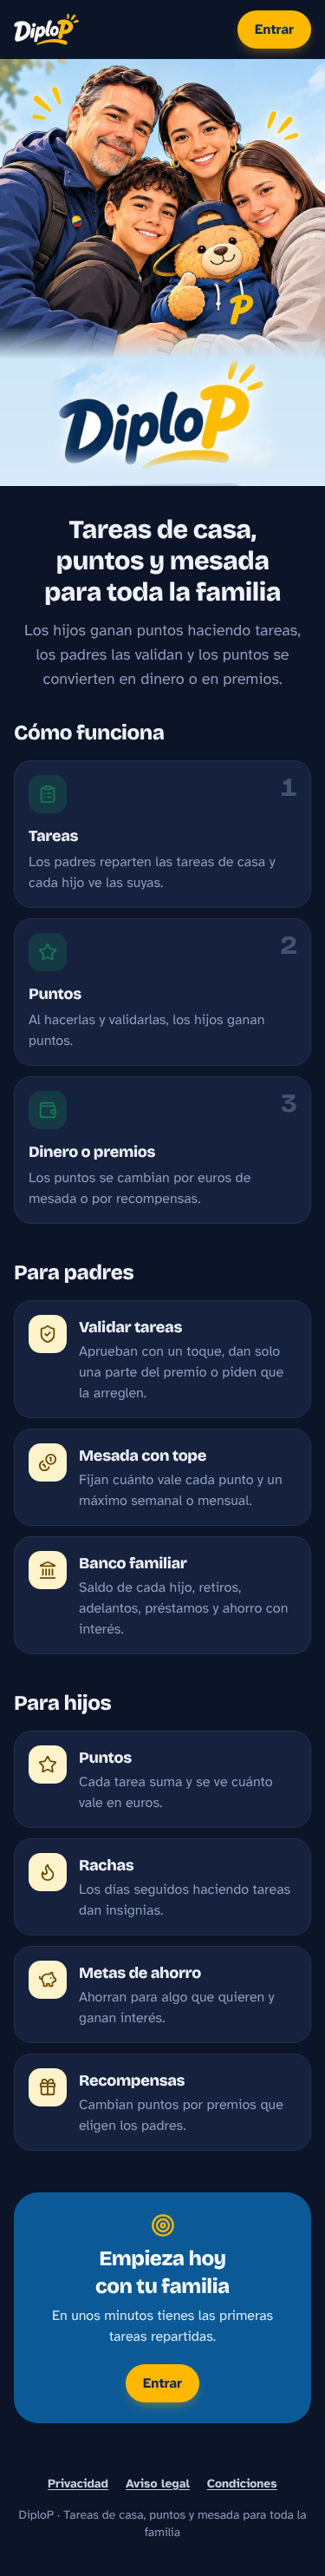 DiploP
Entrar
P
DiploP
Tareas de casa,
puntos y mesada
para toda la familia
Los hijos ganan puntos haciendo tareas,
los padres las validan y los puntos se
convierten en dinero o en premios.
Cómo funciona
1
Tareas
Los padres reparten las tareas de casa y
cada hijo ve las suyas.
2
Puntos
Al hacerlas y validarlas, los hijos ganan
puntos.
3
Dinero o premios
Los puntos se cambian por euros de
mesada o por recompensas.
Para padres
Validar tareas
Aprueban con un toque, dan solo
una parte del premio o piden que
la arreglen.
Mesada con tope
Fijan cuánto vale cada punto y un
máximo semanal o mensual.
Banco familiar
Saldo de cada hijo, retiros,
adelantos, préstamos y ahorro con
interés.
Para hijos
Puntos
Cada tarea suma y se ve cuánto
vale en euros.
Rachas
Los días seguidos haciendo tareas
dan insignias.
Metas de ahorro
Ahorran para algo que quieren y
ganan interés.
Recompensas
Cambian puntos por premios que
eligen los padres.
Empieza hoy
con tu familia
En unos minutos tienes las primeras
tareas repartidas.
Entrar
Privacidad Aviso legal Condiciones
DiploP · Tareas de casa, puntos y mesada para toda la
familia